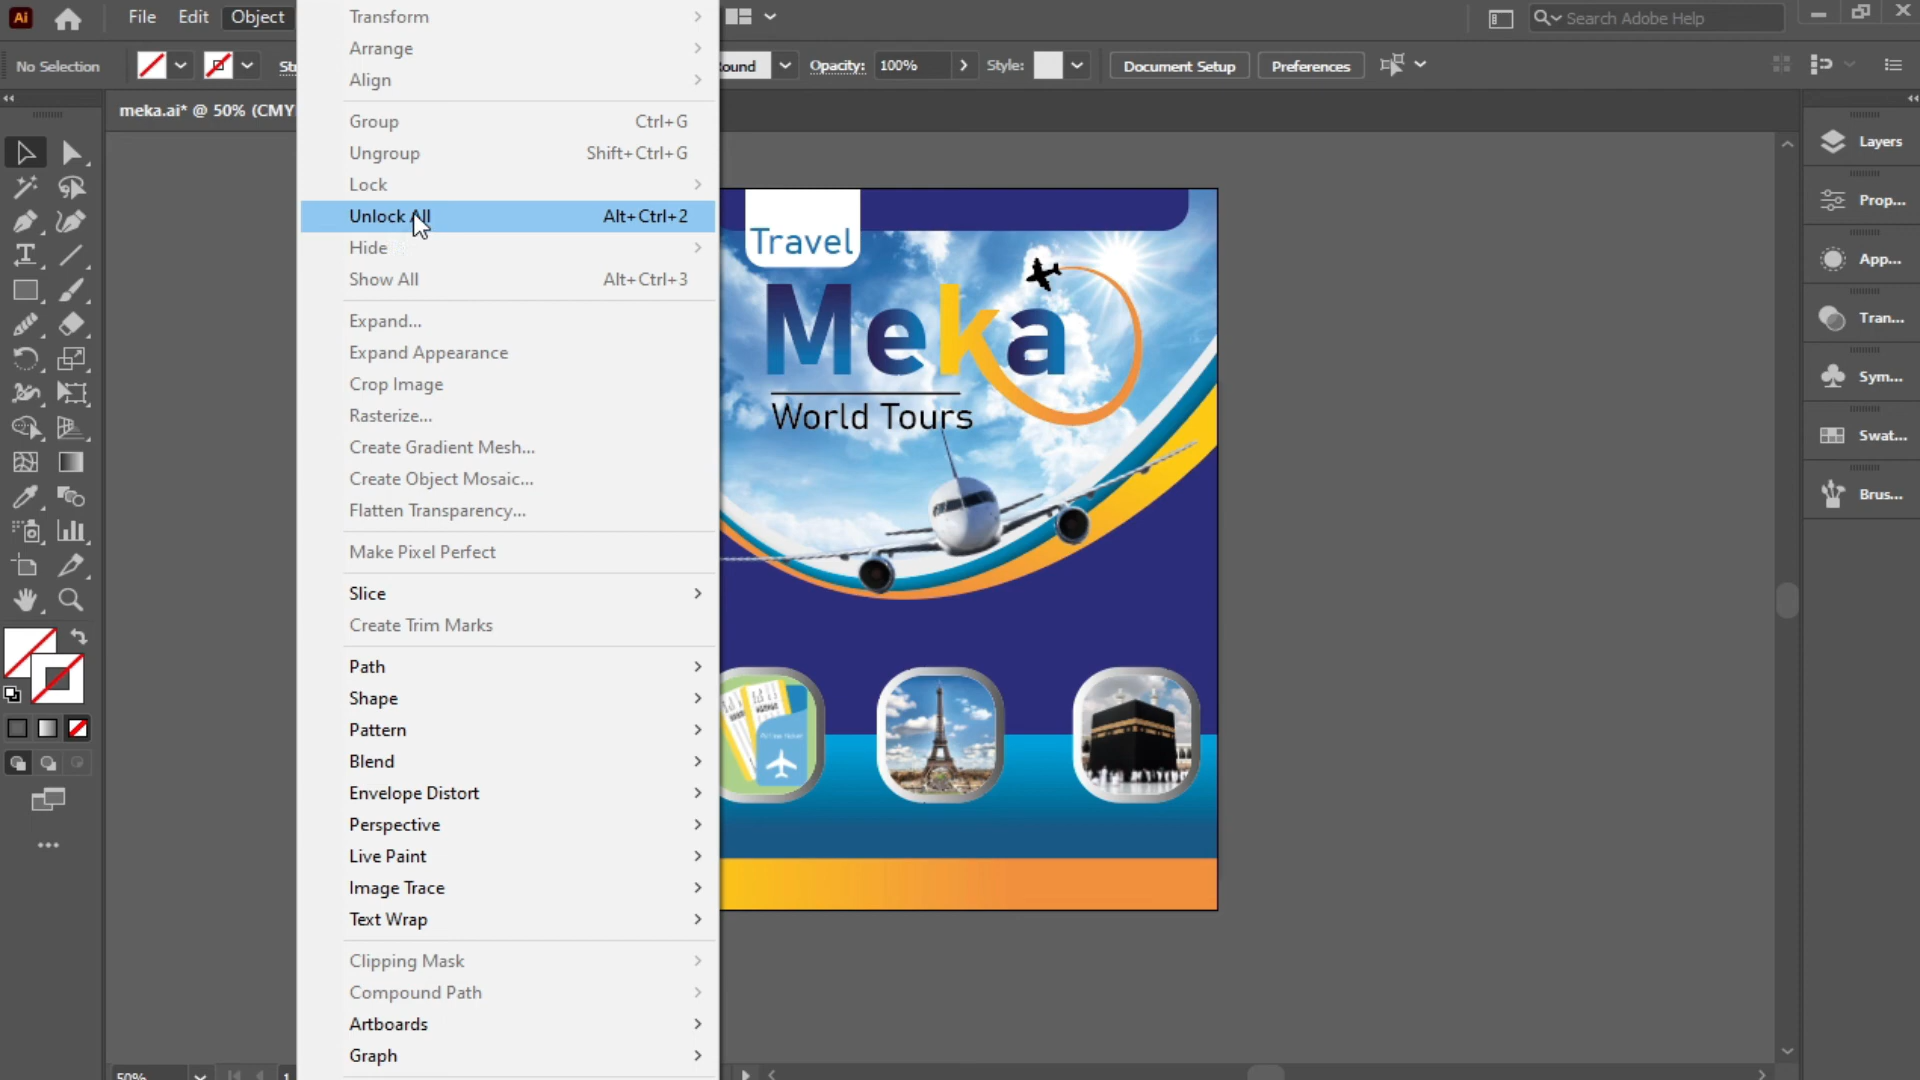 Ai
File
Edit
Object
Search Adobe Help
No Selection
Opacity:
100%
Style:
Document Setup
Preferences
meka.ai* @ 50% (CMY
Transform
Arrange
Align
Group Ctrl+G
Ungroup Shift+Ctrl+G
Lock
Unlock All Alt+Ctrl+2
Hide
Show All Alt+Ctrl+3
Expand...
Expand Appearance
Crop Image
Rasterize...
Create Gradient Mesh...
Create Object Mosaic...
Flatten Transparency...
Make Pixel Perfect
Slice
Create Trim Marks
Path
Shape
Pattern
Blend
Envelope Distort
Perspective
Live Paint
Image Trace
Text Wrap
Clipping Mask
Compound Path
Artboards
Graph
Travel
Meka
World Tours
Layers
Prop...
App...
Tran...
Sym...
Swat...
Brus...
50%
1